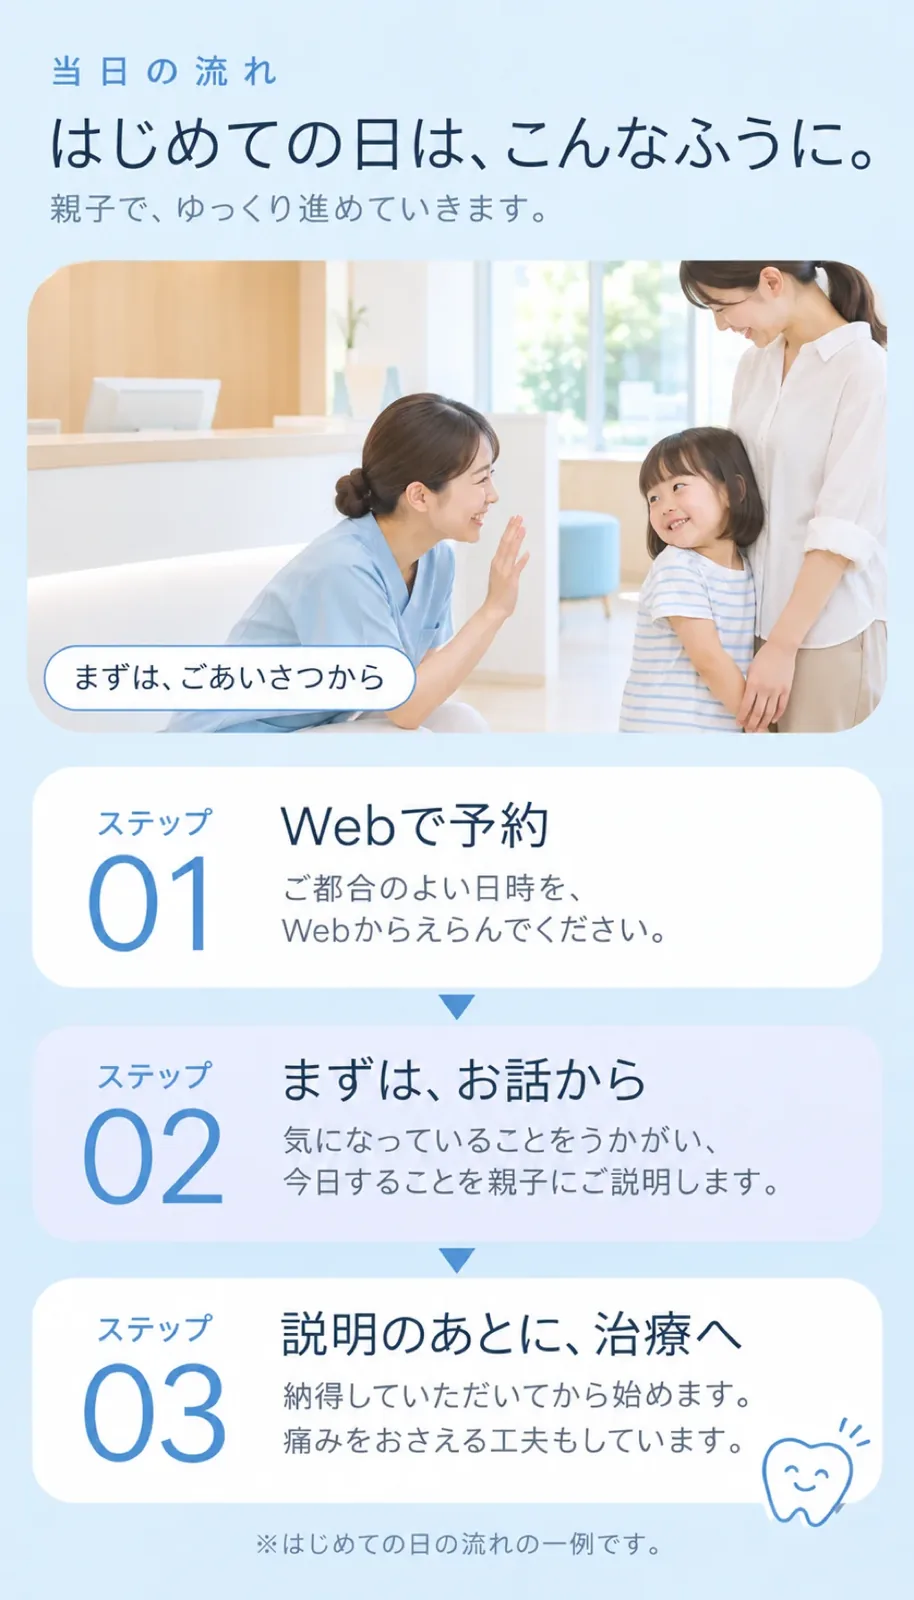 当日の流れ
はじめての日は、こんなふうに。
親子で、ゆっくり進めていきます。
まずは、ごあいさつから
ステップ
01
Webで予約
ご都合のよい日時を、
Webからえらんでください。
ステップ
02
まずは、お話から
気になっていることをうかがい、
今日することを親子にご説明します。
ステップ
03
説明のあとに、治療へ
納得していただいてから始めます。
痛みをおさえる工夫もしています。
※はじめての日の流れの一例です。